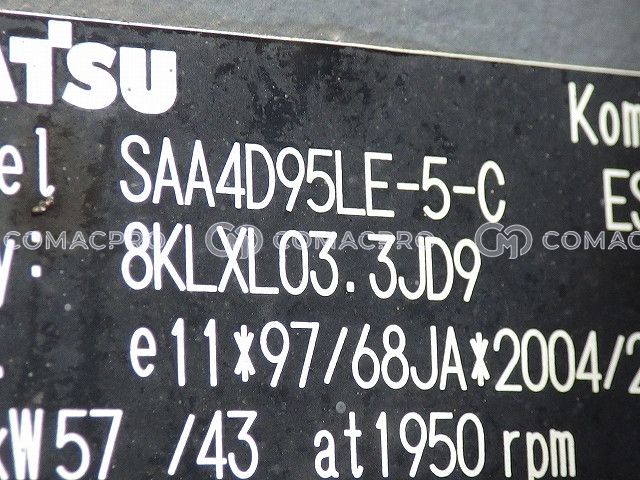 ATSU
Kom
el SAA4D95LE-5-C ES
COMACPRO COMACPRO COMACPRO
y: 8KLXL03.3JD9
e11*97/68JA*2004/2
kW57 /43 at1950 rpm